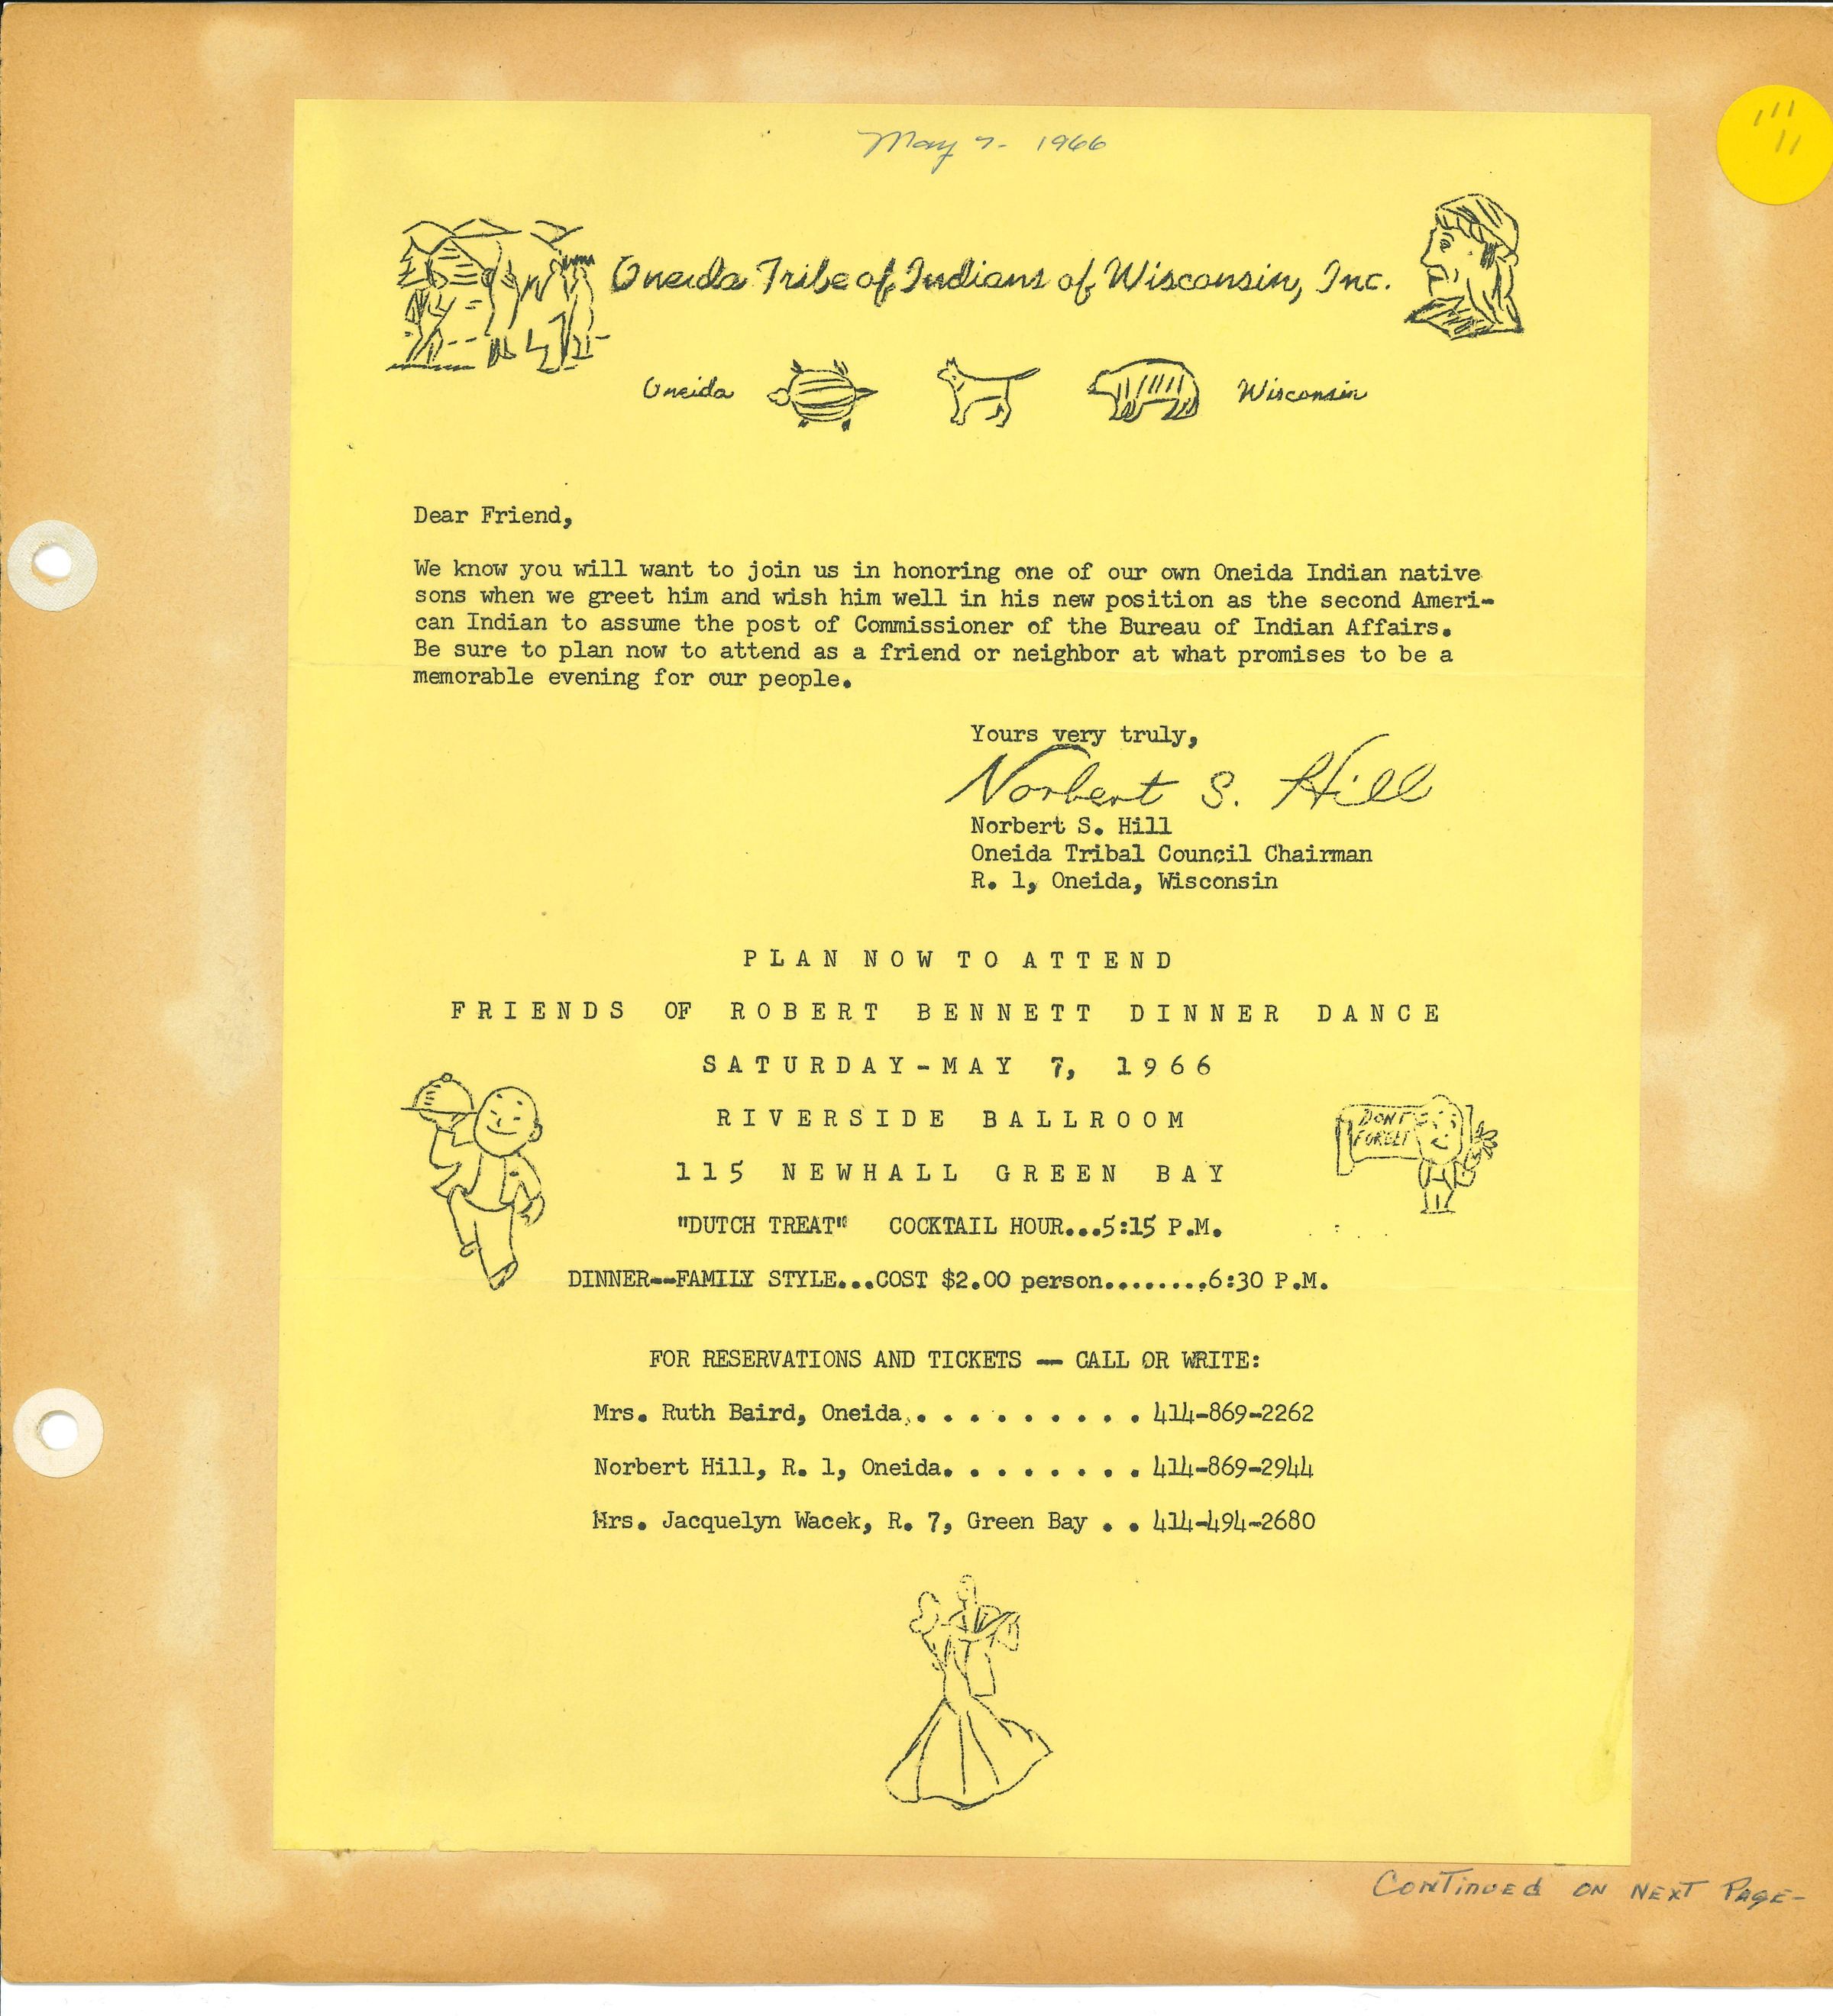 May 7- 1966
Oneida Tribe of Indians of Wisconsin, Inc.
Oneida Wisconsin
Dear Friend,
We know you will want to join us in honoring one of our own Oneida Indian native
sons when we greet him and wish him well in his new position as the second Ameri-
can Indian to assume the post of Commissioner of the Bureau of Indian Affairs.
Be sure to plan now to attend as a friend or neighbor at what promises to be a
memorable evening for our people.
Yours very truly,
Norbert S. Hill
Norbert S. Hill
Oneida Tribal Council Chairman
R. 1, Oneida, Wisconsin
PLAN NOW TO ATTEND
FRIENDS OF ROBERT BENNETT DINNER DANCE
SATURDAY-MAY 7, 1966
RIVERSIDE BALLROOM
DONT
FORGET
115 NEWHALL GREEN BAY
"DUTCH TREAT" COCKTAIL HOUR...5:15 P.M.
DINNER--FAMILY STYLE...COST $2.00 person........6:30 P.M.
FOR RESERVATIONS AND TICKETS -- CALL OR WRITE:
Mrs. Ruth Baird, Oneida. . . . . . . . . . 414-869-2262
Norbert Hill, R. 1, Oneida. . . . . . . . 414-869-2944
Mrs. Jacquelyn Wacek, R. 7, Green Bay . . 414-494-2680
CONTINUED ON NEXT PAGE-